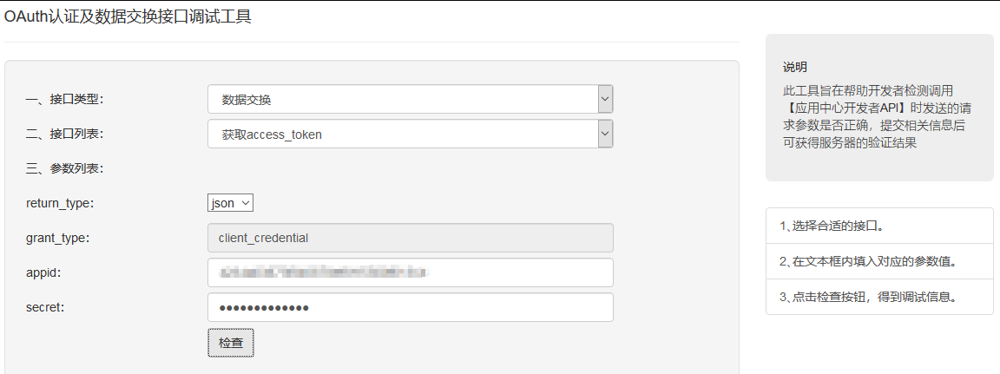 OAuth认证及数据交换接口调试工具
一、接口类型：
数据交换
二、接口列表：
获取access_token
三、参数列表：
return_type：
json
grant_type：
client_credential
appid：
secret：
●●●●●●●●●●●●●
检查
说明
此工具旨在帮助开发者检测调用
【应用中心开发者API】时发送的请
求参数是否正确，提交相关信息后
可获得服务器的验证结果
1、选择合适的接口。
2、在文本框内填入对应的参数值。
3、点击检查按钮，得到调试信息。